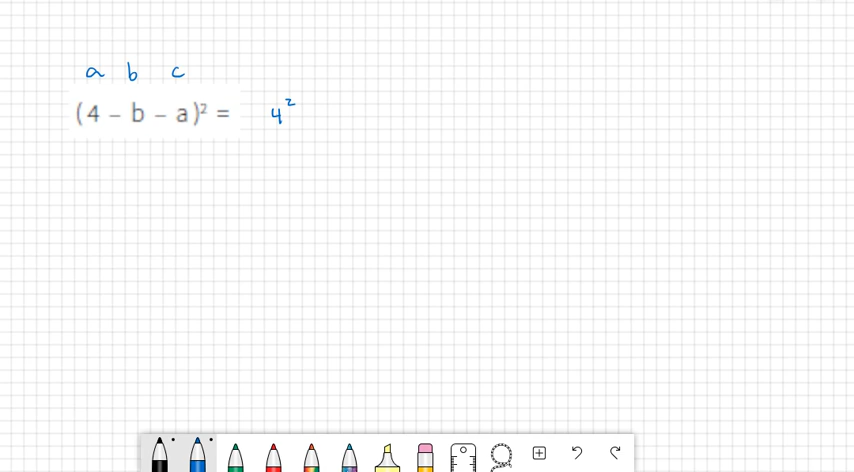 a b c
(4 – b – a)² = 4²